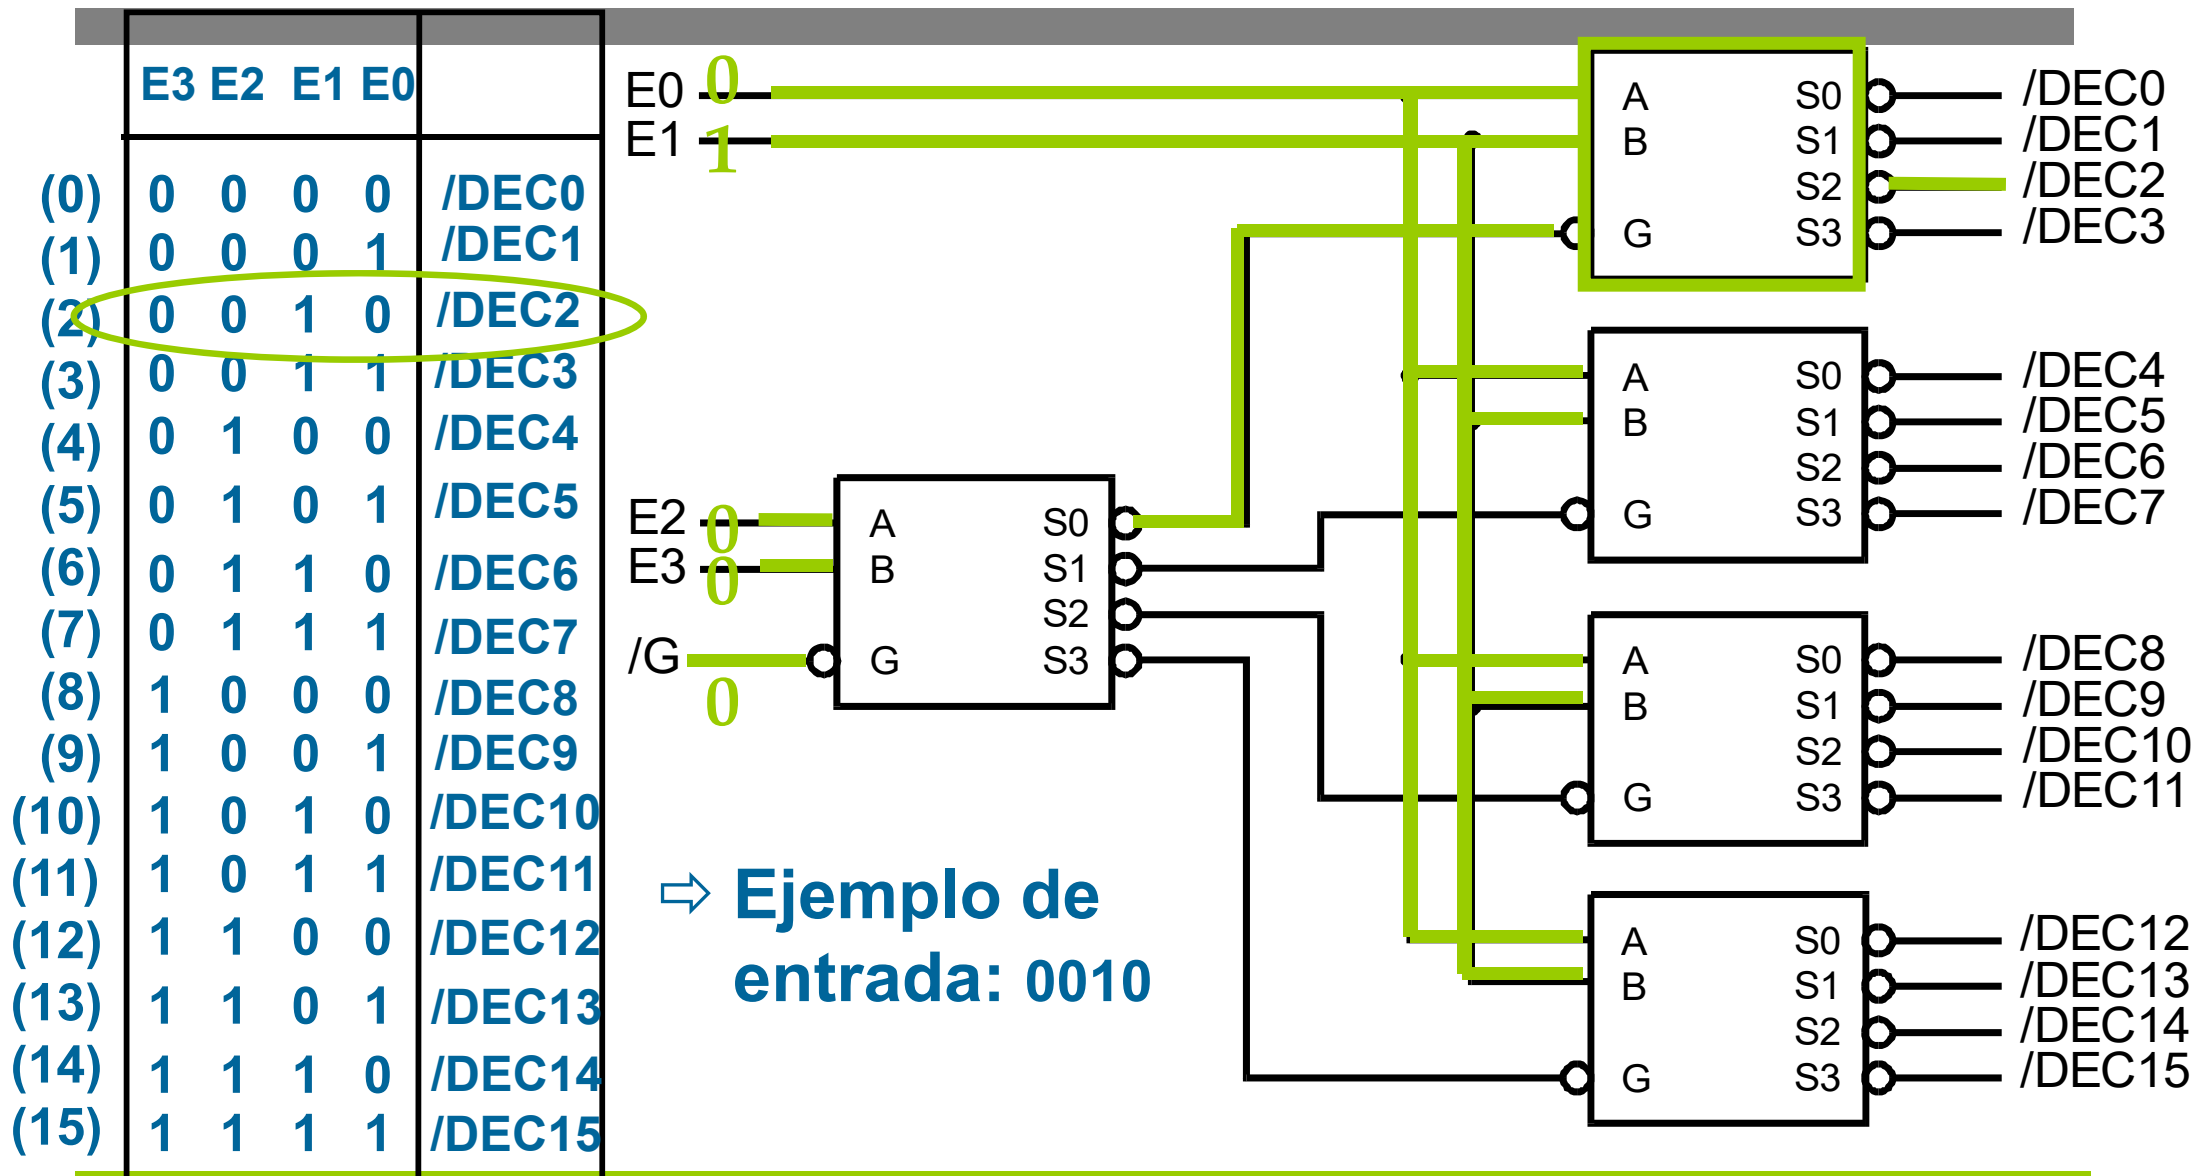 E3 E2 E1 E0
(0) 0 0 0 0 /DEC0
(1) 0 0 0 1 /DEC1
(2) 0 0 1 0 /DEC2
(3) 0 0 1 1 /DEC3
(4) 0 1 0 0 /DEC4
(5) 0 1 0 1 /DEC5
(6) 0 1 1 0 /DEC6
(7) 0 1 1 1 /DEC7
(8) 1 0 0 0 /DEC8
(9) 1 0 0 1 /DEC9
(10) 1 0 1 0 /DEC10
(11) 1 0 1 1 /DEC11
(12) 1 1 0 0 /DEC12
(13) 1 1 0 1 /DEC13
(14) 1 1 1 0 /DEC14
(15) 1 1 1 1 /DEC15
E0 0
E1 1
E2 0
E3 0
/G 0
A S0
B S1
S2
G S3
⇨ Ejemplo de
entrada: 0010
A S0 /DEC0
B S1 /DEC1
S2 /DEC2
G S3 /DEC3
A S0 /DEC4
B S1 /DEC5
S2 /DEC6
G S3 /DEC7
A S0 /DEC8
B S1 /DEC9
S2 /DEC10
G S3 /DEC11
A S0 /DEC12
B S1 /DEC13
S2 /DEC14
G S3 /DEC15